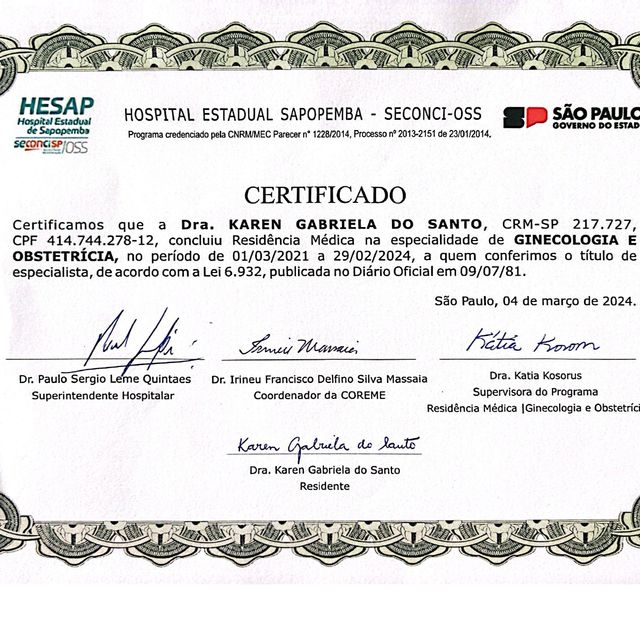 HESAP
Hospital Estadual
de Sapopemba
seconciSP/OSS
HOSPITAL ESTADUAL SAPOPEMBA - SECONCI-OSS
Programa credenciado pela CNRM/MEC Parecer n° 1228/2014, Processo nº 2013-2151 de 23/01/2014.
SP SÃO PAULO
GOVERNO DO ESTAD
CERTIFICADO
Certificamos que a Dra. KAREN GABRIELA DO SANTO, CRM-SP 217.727,
CPF 414.744.278-12, concluiu Residência Médica na especialidade de GINECOLOGIA E
OBSTETRÍCIA, no período de 01/03/2021 a 29/02/2024, a quem conferimos o título de
especialista, de acordo com a Lei 6.932, publicada no Diário Oficial em 09/07/81.
São Paulo, 04 de março de 2024.
Irineu Massaia
Kátia Kosorus
Dr. Paulo Sergio Leme Quintaes
Superintendente Hospitalar
Dr. Irineu Francisco Delfino Silva Massaia
Coordenador da COREME
Dra. Katia Kosorus
Supervisora do Programa
Residência Médica |Ginecologia e Obstetríci
Karen Gabriela do Santo
Dra. Karen Gabriela do Santo
Residente